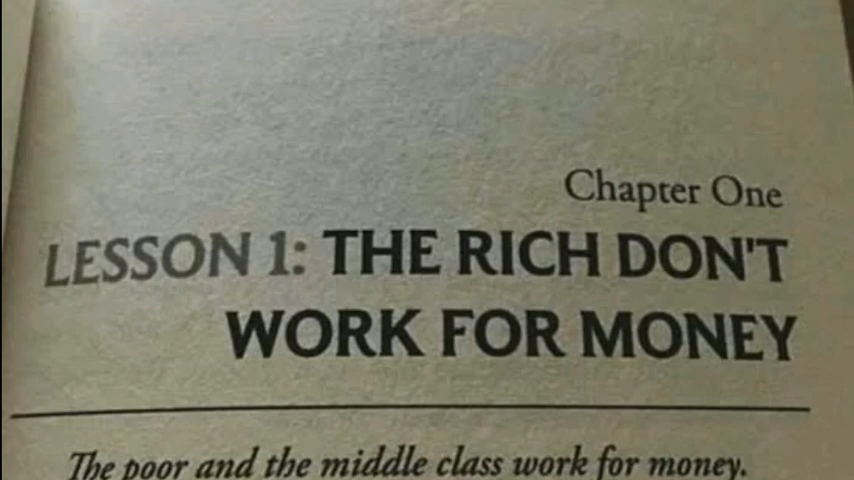 Chapter One
LESSON 1: THE RICH DON'T
WORK FOR MONEY
The poor and the middle class work for money.